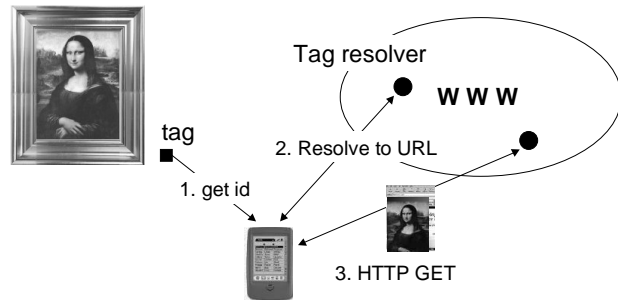 Tag resolver
W W W
tag
2. Resolve to URL
1. get id
3. HTTP GET